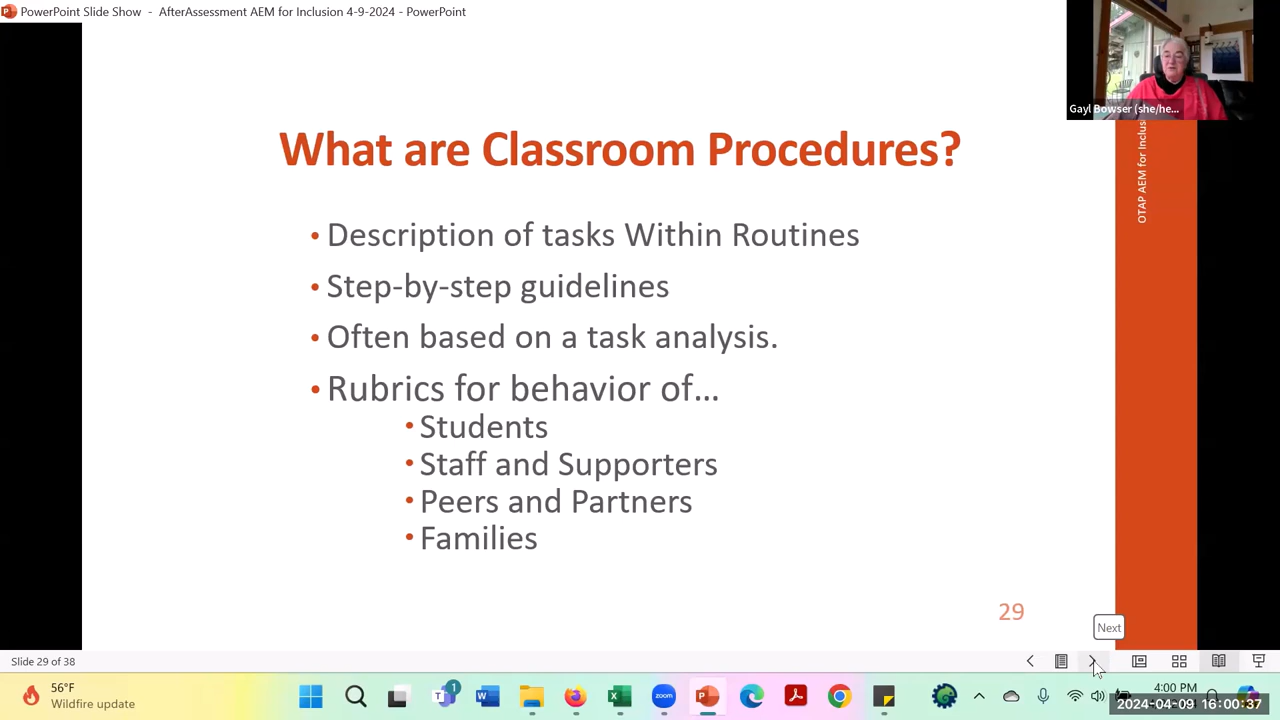 PowerPoint Slide Show - AfterAssessment AEM for Inclusion 4-9-2024 - PowerPoint
Gayl Bowser (she/he...
What are Classroom Procedures?
OTAP AEM for Inclus
• Description of tasks Within Routines
• Step-by-step guidelines
• Often based on a task analysis.
• Rubrics for behavior of...
• Students
• Staff and Supporters
• Peers and Partners
• Families
29
Next
Slide 29 of 38
56°F
Wildfire update
1
zoom
4:00 PM
2024-04-09 16:00:37